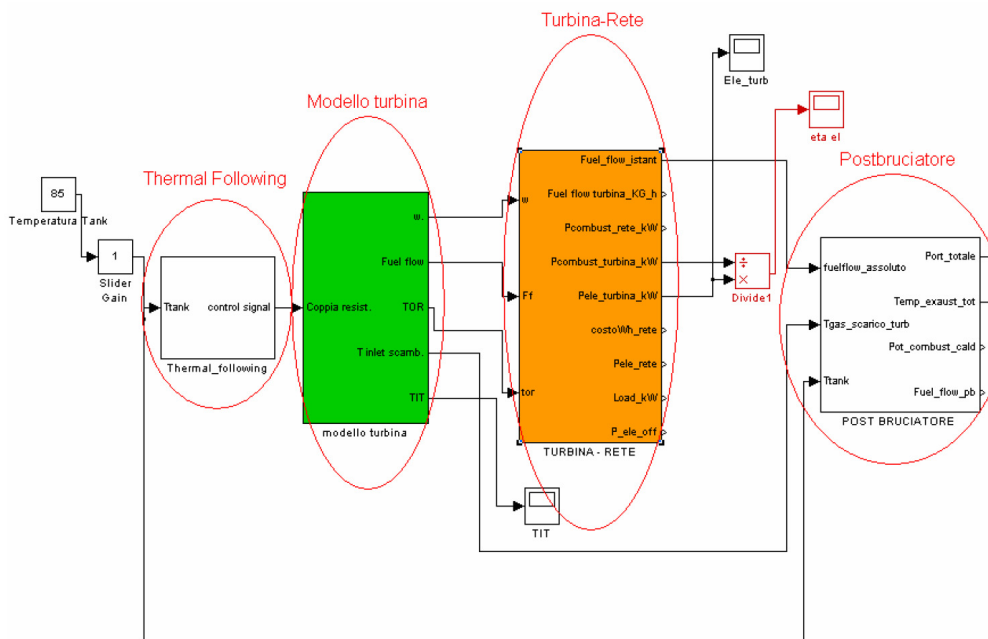 Turbina-Rete
Ele_turb
Modello turbina
eta el
Postbruciatore
Thermal Following
85
Temperatura Tank
1
Slider
Gain
Ttank
control signal
Thermal_following
Coppia resist.
w.
Fuel flow
TOR
T inlet scamb.
TIT
modello turbina
TIT
w
Ff
tor
Fuel_flow_istant
Fuel flow turbina_KG_h
Pcombust_rete_kW
Pcombust_turbina_kW
Pele_turbina_kW
costoWh_rete
Pele_rete
Load_kW
P_ele_off
TURBINA - RETE
÷
×
Divide1
fuelflow_assoluto
Tgas_scarico_turb
Ttank
Port_totale
Temp_exaust_tot
Pot_combust_cald
Fuel_flow_pb
POST BRUCIATORE